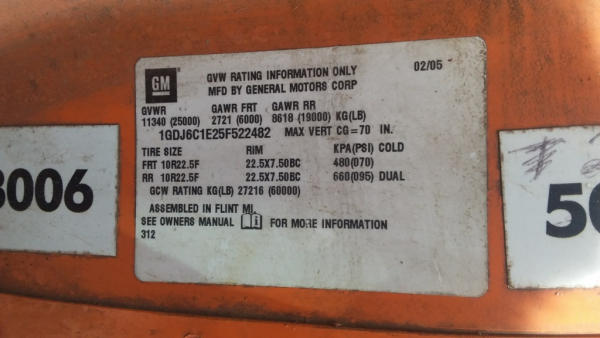 GM
GVW RATING INFORMATION ONLY 02/05
MFD BY GENERAL MOTORS CORP
GVWR GAWR FRT GAWR RR
11340 (25000) 2721 (6000) 8618 (19000) KG(LB)
1GDJ6C1E25F522482 MAX VERT CG=70 IN.
TIRE SIZE RIM KPA(PSI) COLD
FRT 10R22.5F 22.5X7.50BC 480(070)
RR 10R22.5F 22.5X7.50BC 660(095) DUAL
GCW RATING KG(LB) 27216 (60000)
ASSEMBLED IN FLINT MI.
SEE OWNERS MANUAL i FOR MORE INFORMATION
312
3006
50